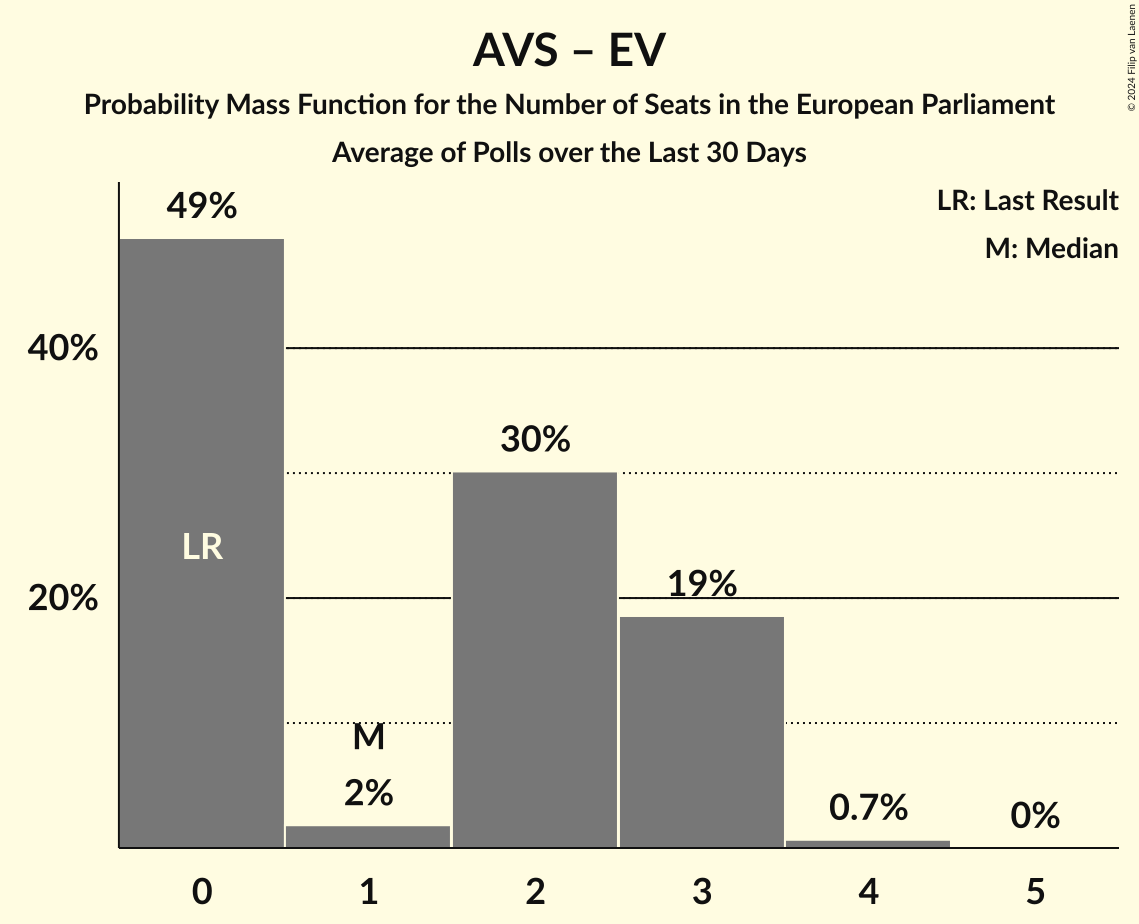 AVS – EV
Probability Mass Function for the Number of Seats in the European Parliament
Average of Polls over the Last 30 Days
© 2024 Filip van Laenen
LR: Last Result
M: Median
49%
40%
30%
LR
19%
20%
M
2%
0.7%
0%
0 1 2 3 4 5